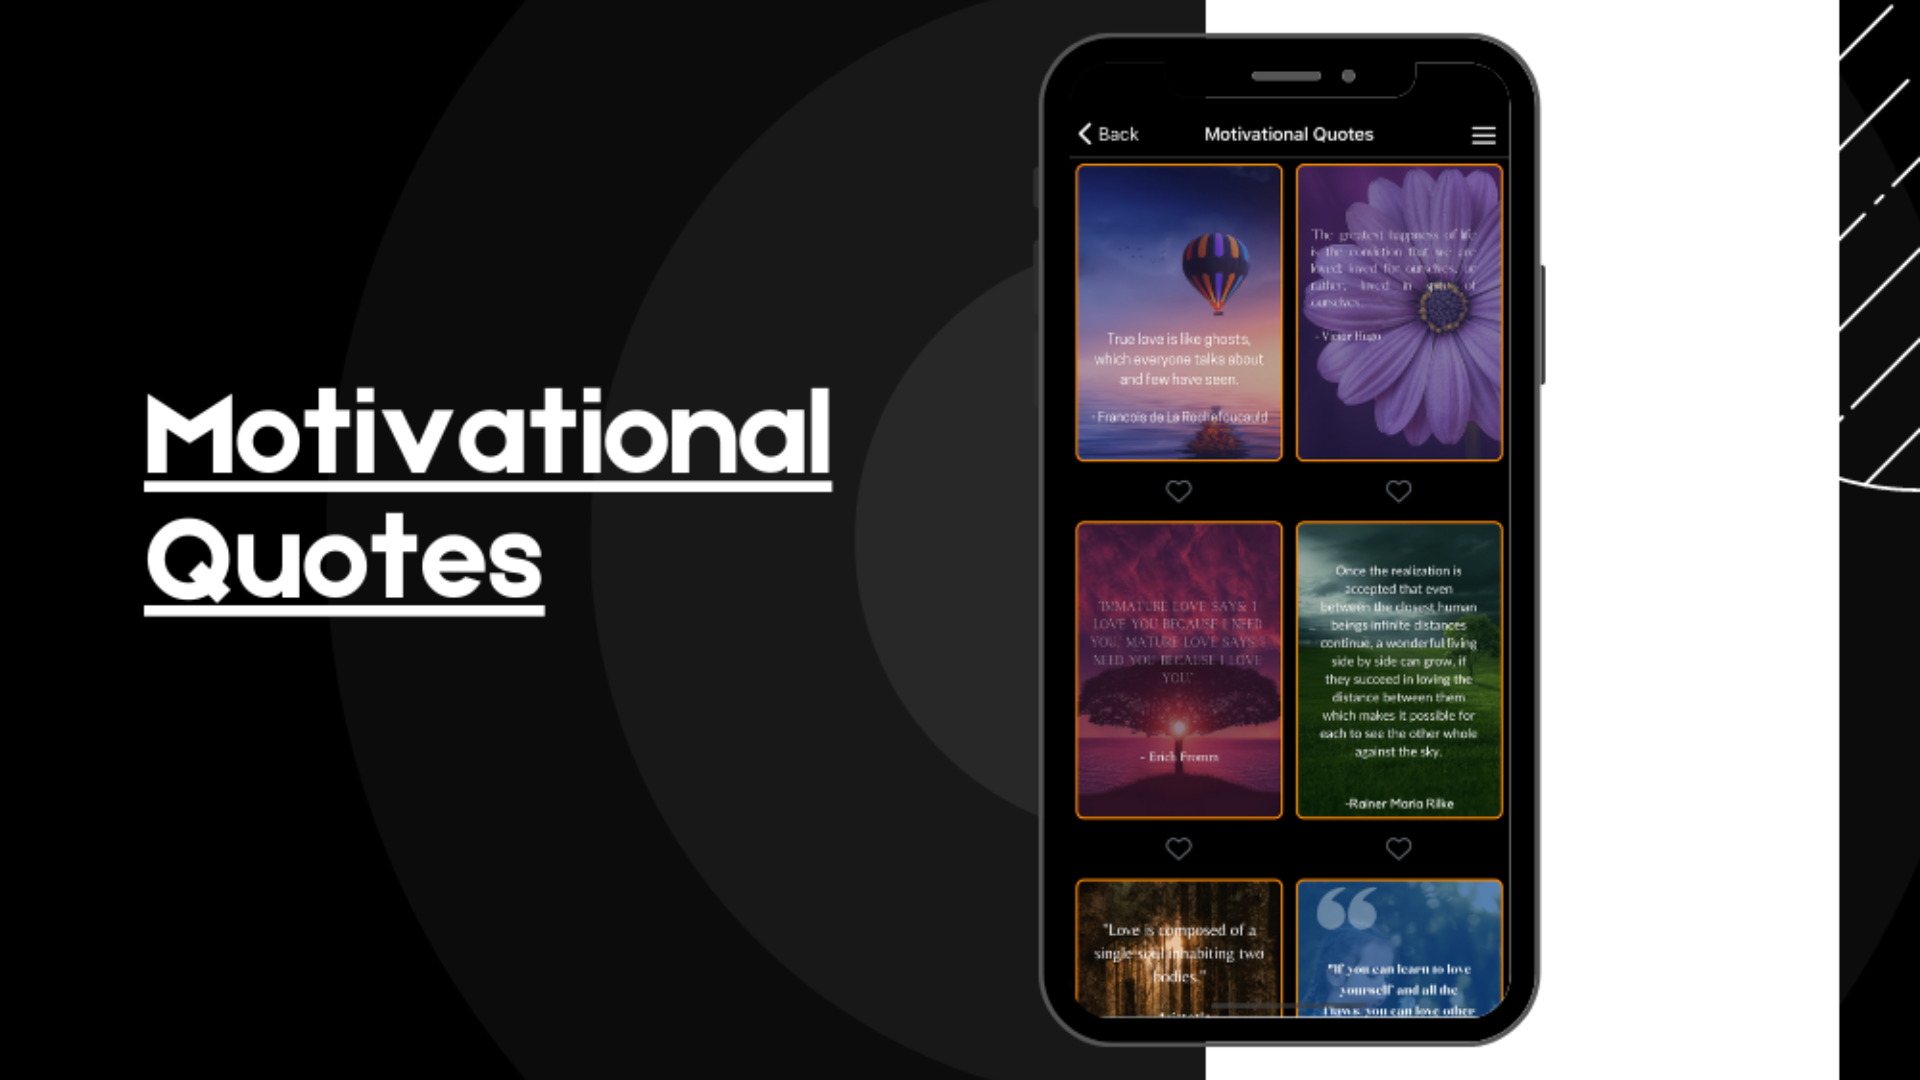 Motivational
Quotes
Back
Motivational Quotes
True love is like ghosts,
which everyone talks about
and few have seen.
- Francois de La Rochefoucauld
"The greatest happiness of life
is the conviction that we are
loved; loved for ourselves, or
rather, loved in spite of
ourselves.
- Victor Hugo
"IMMATURE LOVE SAYS: I
LOVE YOU BECAUSE I NEED
YOU, MATURE LOVE SAYS: I
NEED YOU BECAUSE I LOVE
YOU."
- Erich Fromm
Once the realization is
accepted that even
between the closest human
beings infinite distances
continue, a wonderful living
side by side can grow, if
they succeed in loving the
distance between them
which makes it possible for
each to see the other whole
against the sky.
-Rainer Maria Rilke
"Love is composed of a
single soul inhabiting two
bodies."
"If you can learn to love
yourself and all the
flaws, you can love other